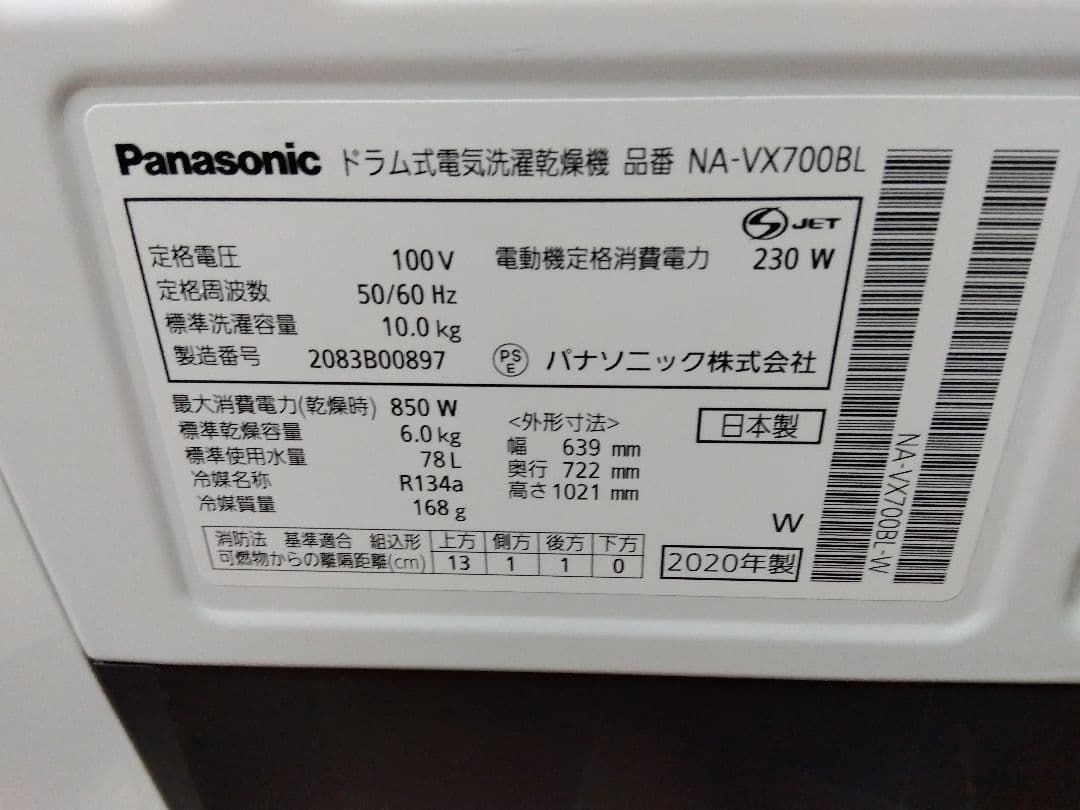 Panasonic ドラム式電気洗濯乾燥機 品番 NA-VX700BL
S JET
定格電圧 100V 電動機定格消費電力 230 W
定格周波数 50/60 Hz
標準洗濯容量 10.0 kg
製造番号 2083B00897 PSE パナソニック株式会社
最大消費電力(乾燥時) 850 W
標準乾燥容量 6.0 kg
標準使用水量 78 L
冷媒名称 R134a
冷媒質量 168 g
<外形寸法>
幅 639 mm
奥行 722 mm
高さ 1021 mm
日本製
W
消防法 基準適合 組込形 上方 側方 後方 下方
可燃物からの離隔距離(cm) 13 1 1 0
2020年製
NA-VX700BL-W